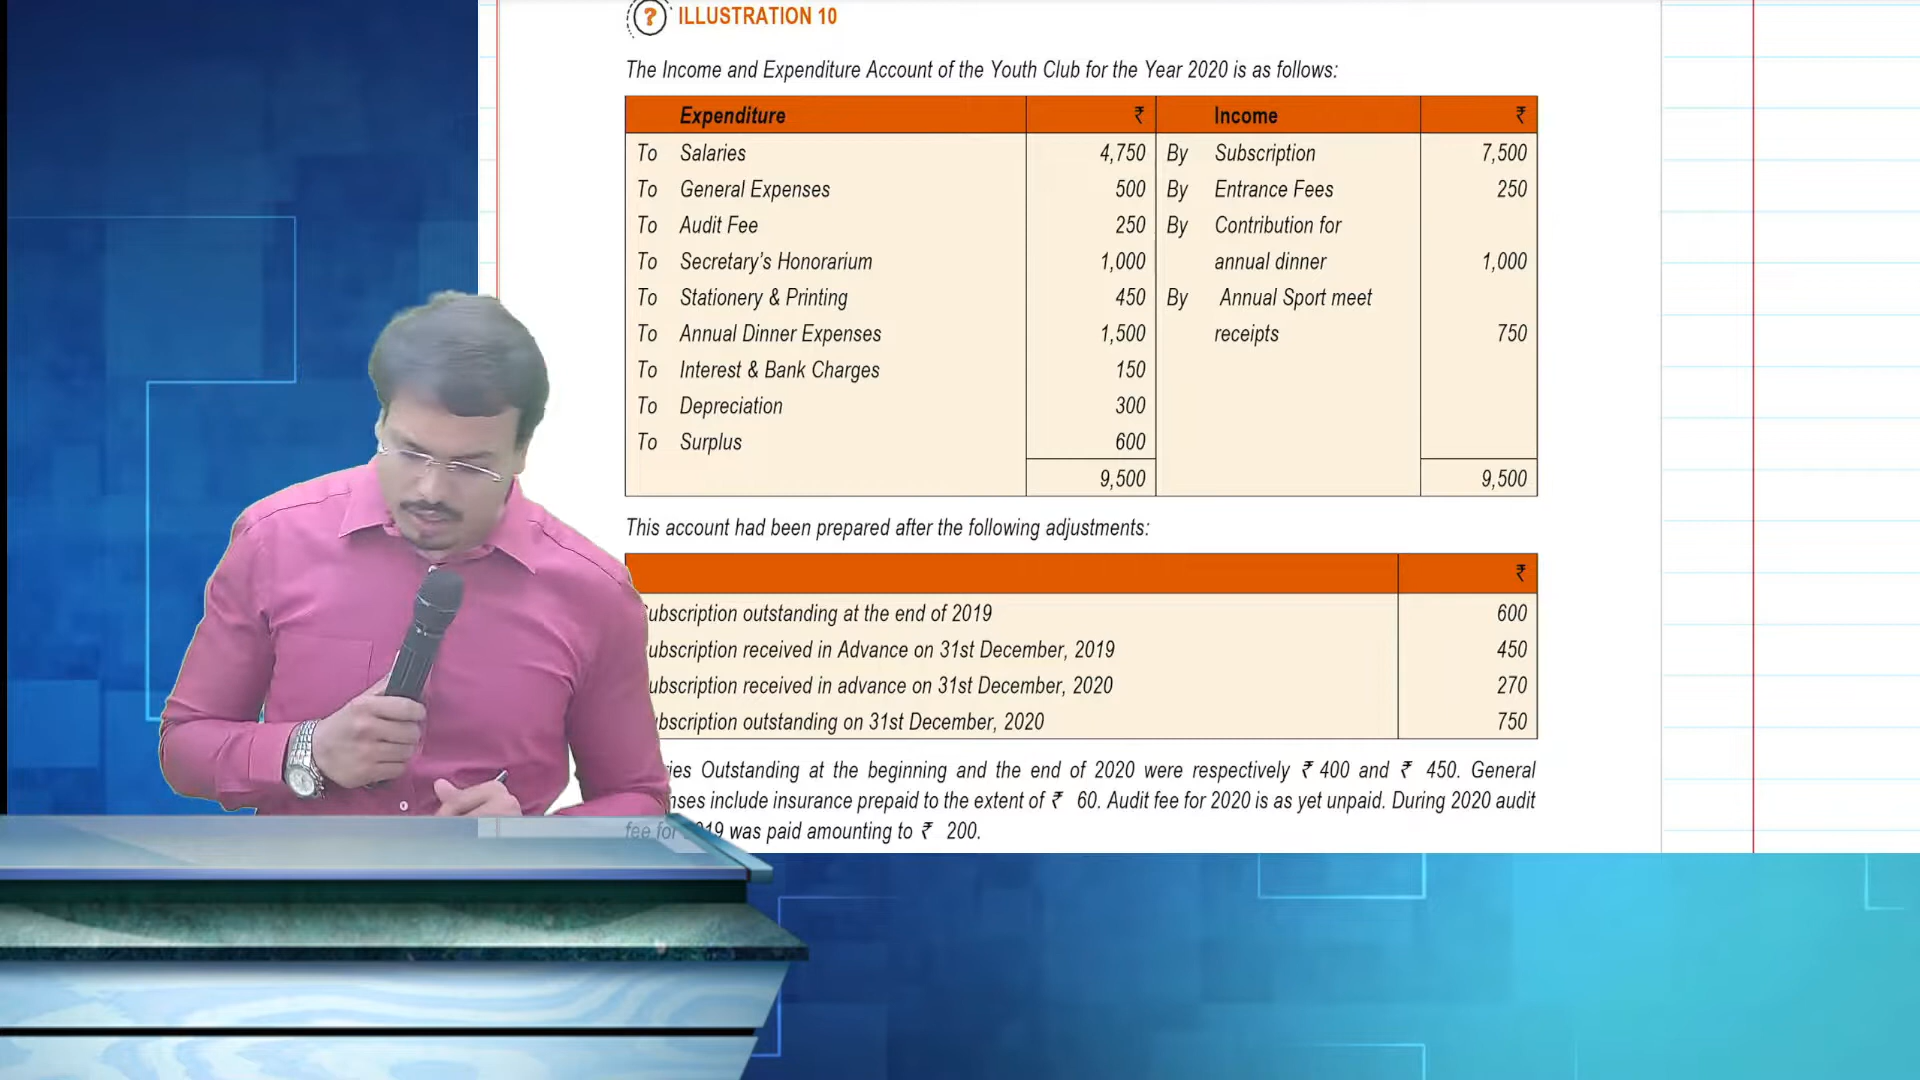 ? ILLUSTRATION 10
The Income and Expenditure Account of the Youth Club for the Year 2020 is as follows:
Expenditure ₹ Income ₹
To Salaries 4,750 By Subscription 7,500
To General Expenses 500 By Entrance Fees 250
To Audit Fee 250 By Contribution for
To Secretary's Honorarium 1,000 annual dinner 1,000
To Stationery & Printing 450 By Annual Sport meet
To Annual Dinner Expenses 1,500 receipts 750
To Interest & Bank Charges 150
To Depreciation 300
To Surplus 600
9,500 9,500
This account had been prepared after the following adjustments:
₹
ubscription outstanding at the end of 2019 600
ubscription received in Advance on 31st December, 2019 450
ubscription received in advance on 31st December, 2020 270
ubscription outstanding on 31st December, 2020 750
ries Outstanding at the beginning and the end of 2020 were respectively ₹ 400 and ₹ 450. General
nses include insurance prepaid to the extent of ₹ 60. Audit fee for 2020 is as yet unpaid. During 2020 audit
fee for 2019 was paid amounting to ₹ 200.